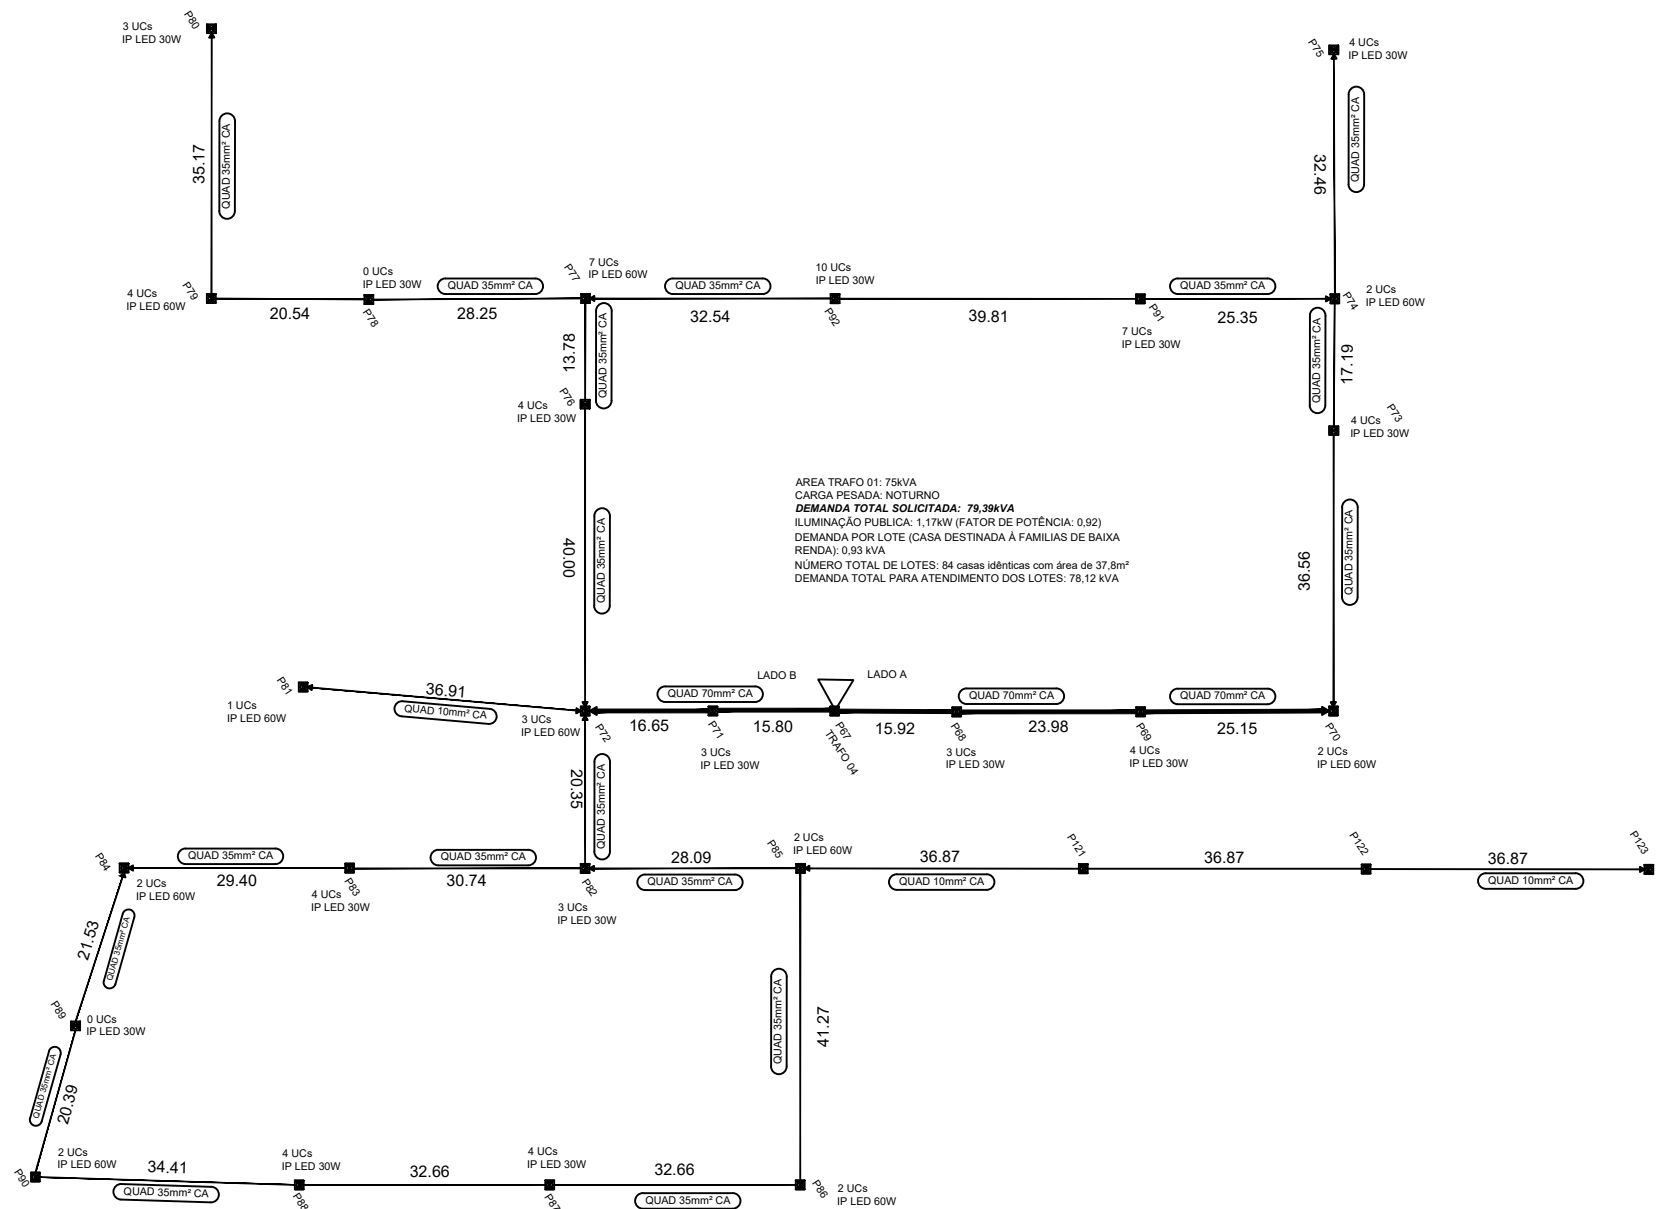 P80
3 UCs
IP LED 30W
P75
4 UCs
IP LED 30W
35.17
QUAD 35mm² CA
32.46
QUAD 35mm² CA
P79
4 UCs
IP LED 60W
20.54
0 UCs
IP LED 30W
P78
QUAD 35mm² CA
28.25
P77
7 UCs
IP LED 60W
QUAD 35mm² CA
32.54
10 UCs
IP LED 30W
P92
39.81
P91
7 UCs
IP LED 30W
QUAD 35mm² CA
25.35
P74
2 UCs
IP LED 60W
13.78
QUAD 35mm² CA
QUAD 35mm² CA
17.19
P76
4 UCs
IP LED 30W
P73
4 UCs
IP LED 30W
AREA TRAFO 01: 75kVA
CARGA PESADA: NOTURNO
DEMANDA TOTAL SOLICITADA: 79,39kVA
ILUMINAÇÃO PUBLICA: 1,17kW (FATOR DE POTÊNCIA: 0,92)
DEMANDA POR LOTE (CASA DESTINADA À FAMILIAS DE BAIXA
RENDA): 0,93 kVA
NÚMERO TOTAL DE LOTES: 84 casas idênticas com área de 37,8m²
DEMANDA TOTAL PARA ATENDIMENTO DOS LOTES: 78,12 kVA
40.00
QUAD 35mm² CA
36.56
QUAD 35mm² CA
P81
1 UCs
IP LED 60W
36.91
QUAD 10mm² CA
3 UCs
IP LED 60W
P72
LADO B
LADO A
QUAD 70mm² CA
QUAD 70mm² CA
QUAD 70mm² CA
16.65
P71
15.80
P67
TRAFO 04
15.92
P68
23.98
P69
25.15
P70
3 UCs
IP LED 30W
3 UCs
IP LED 30W
4 UCs
IP LED 30W
2 UCs
IP LED 60W
20.35
QUAD 35mm² CA
P84
2 UCs
IP LED 60W
QUAD 35mm² CA
29.40
P83
4 UCs
IP LED 30W
QUAD 35mm² CA
30.74
P82
3 UCs
IP LED 30W
28.09
QUAD 35mm² CA
P85
2 UCs
IP LED 60W
36.87
QUAD 10mm² CA
P121
36.87
P122
36.87
QUAD 10mm² CA
P123
21.53
QUAD 35mm² CA
P89
0 UCs
IP LED 30W
QUAD 35mm² CA
20.39
QUAD 35mm² CA
41.27
P90
2 UCs
IP LED 60W
34.41
QUAD 35mm² CA
4 UCs
IP LED 30W
P88
32.66
4 UCs
IP LED 30W
P87
32.66
QUAD 35mm² CA
P86
2 UCs
IP LED 60W